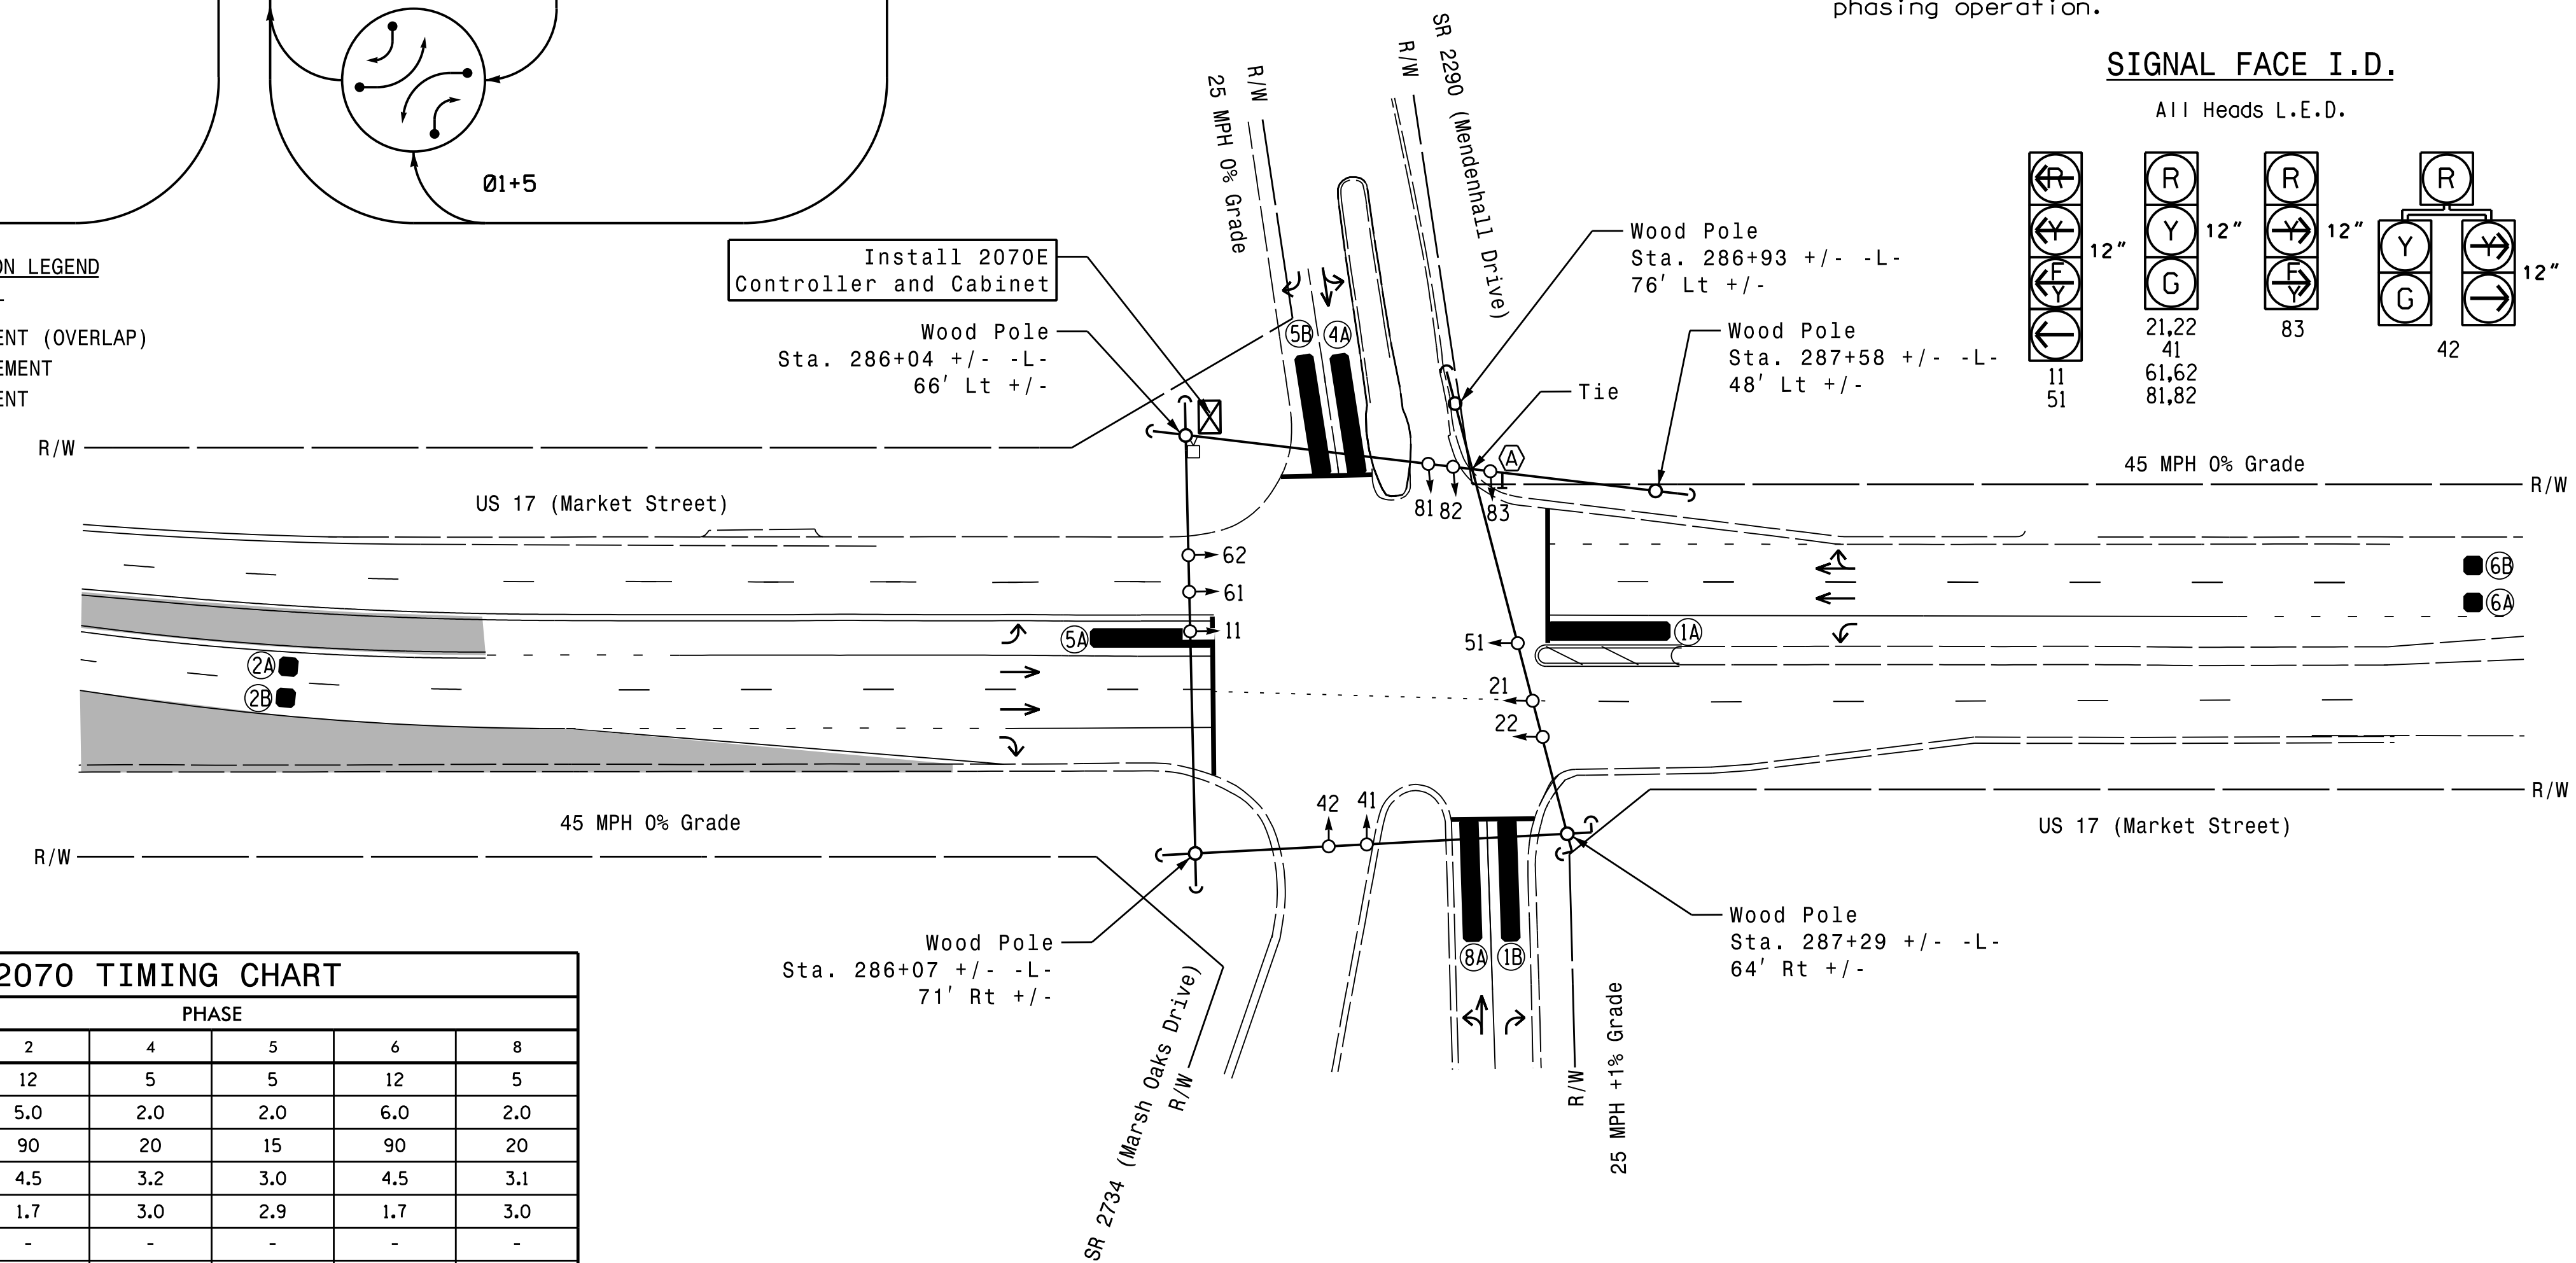 phasing operation.
SIGNAL FACE I.D.
All Heads L.E.D.
R
Y
F
Y
12"
11
51
R
Y
G
12"
21,22
41
61,62
81,82
R
Y
F
Y
12"
83
R
Y
Y
G
12"
42
Ø1+5
ON LEGEND
ENT (OVERLAP)
EMENT
ENT
Install 2070E
Controller and Cabinet
Wood Pole
Sta. 286+04 +/- -L-
66' Lt +/-
25 MPH 0% Grade
R/W
R/W
SR 2290 (Mendenhall Drive)
Wood Pole
Sta. 286+93 +/- -L-
76' Lt +/-
Wood Pole
Sta. 287+58 +/- -L-
48' Lt +/-
Tie
5B
4A
A
81
82
83
R/W
45 MPH 0% Grade
R/W
US 17 (Market Street)
62
61
11
5A
51
1A
21
22
6B
6A
2A
2B
45 MPH 0% Grade
R/W
42
41
R/W
US 17 (Market Street)
Wood Pole
Sta. 286+07 +/- -L-
71' Rt +/-
8A
1B
Wood Pole
Sta. 287+29 +/- -L-
64' Rt +/-
SR 2734 (Marsh Oaks Drive)
R/W
R/W
25 MPH +1% Grade
2070 TIMING CHART
PHASE
2 4 5 6 8
12 5 5 12 5
5.0 2.0 2.0 6.0 2.0
90 20 15 90 20
4.5 3.2 3.0 4.5 3.1
1.7 3.0 2.9 1.7 3.0
- - - - -